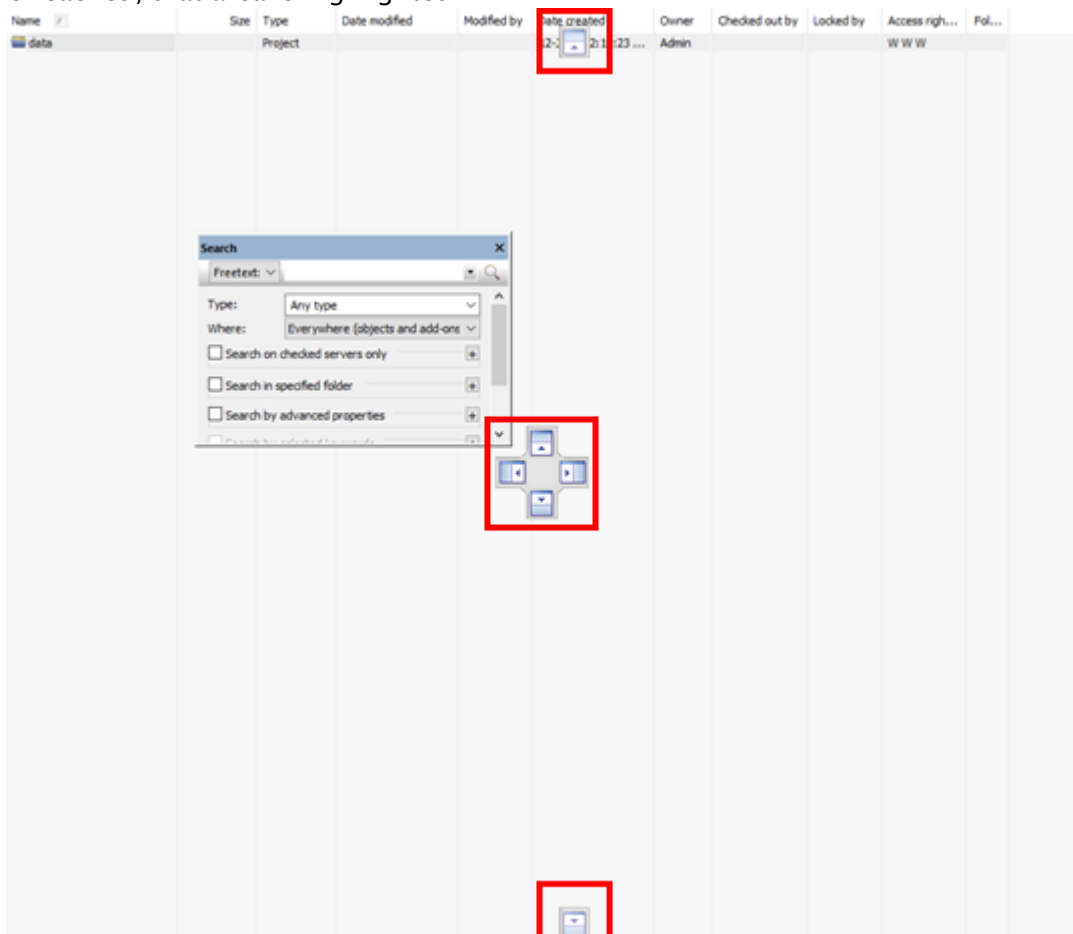 Name Size Type Date modified Modified by Date created Owner Checked out by Locked by Access righ... Fol...
data Project :23 ... Admin W W W
Search
Freetext:
Type: Any type
Where: Everywhere (objects and add-ons
Search on checked servers only
Search in specified folder
Search by advanced properties